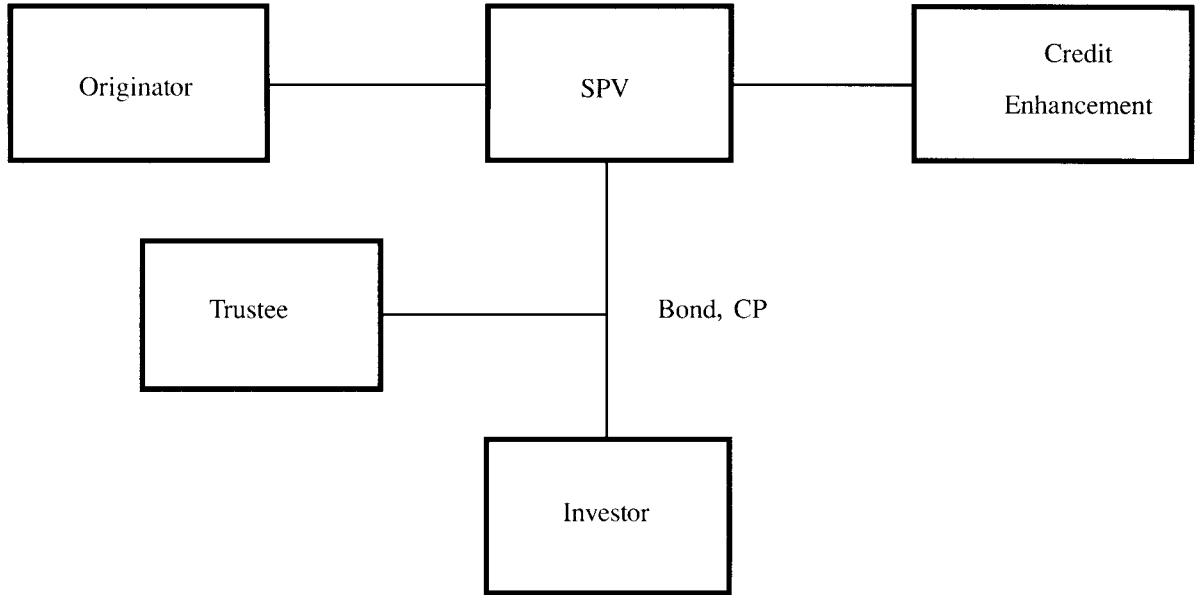 Originator
SPV
Credit
Enhancement
Trustee
Bond, CP
Investor